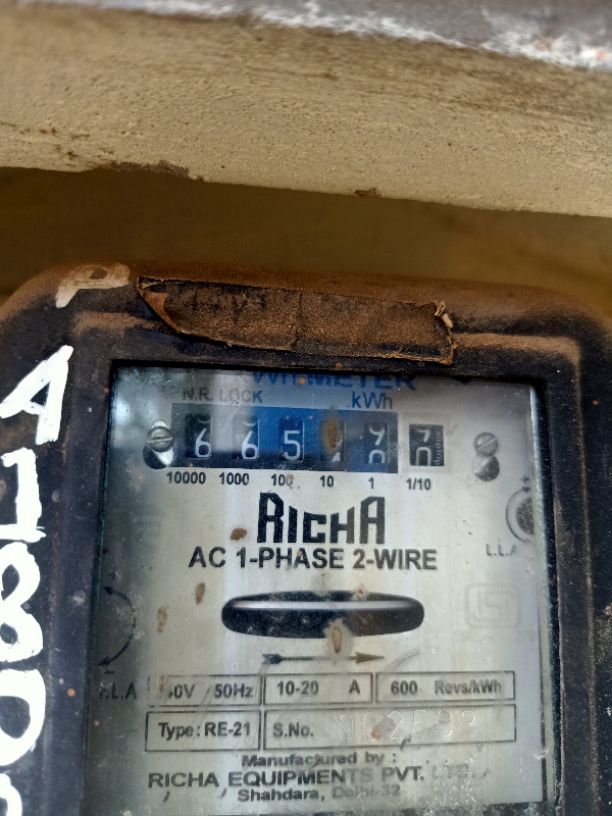 P
A
1
8
0
KWH METER
N.R. LOCK kWh
6 6 5
10000 1000 100 10 1 1/10
RICHA
AC 1-PHASE 2-WIRE
L.L.A
50Hz 10-20 A 600 Revs/kWh
Type: RE-21 S.No.
Manufactured by :
RICHA EQUIPMENTS PVT. LTD.
Shahdara, Delhi-32